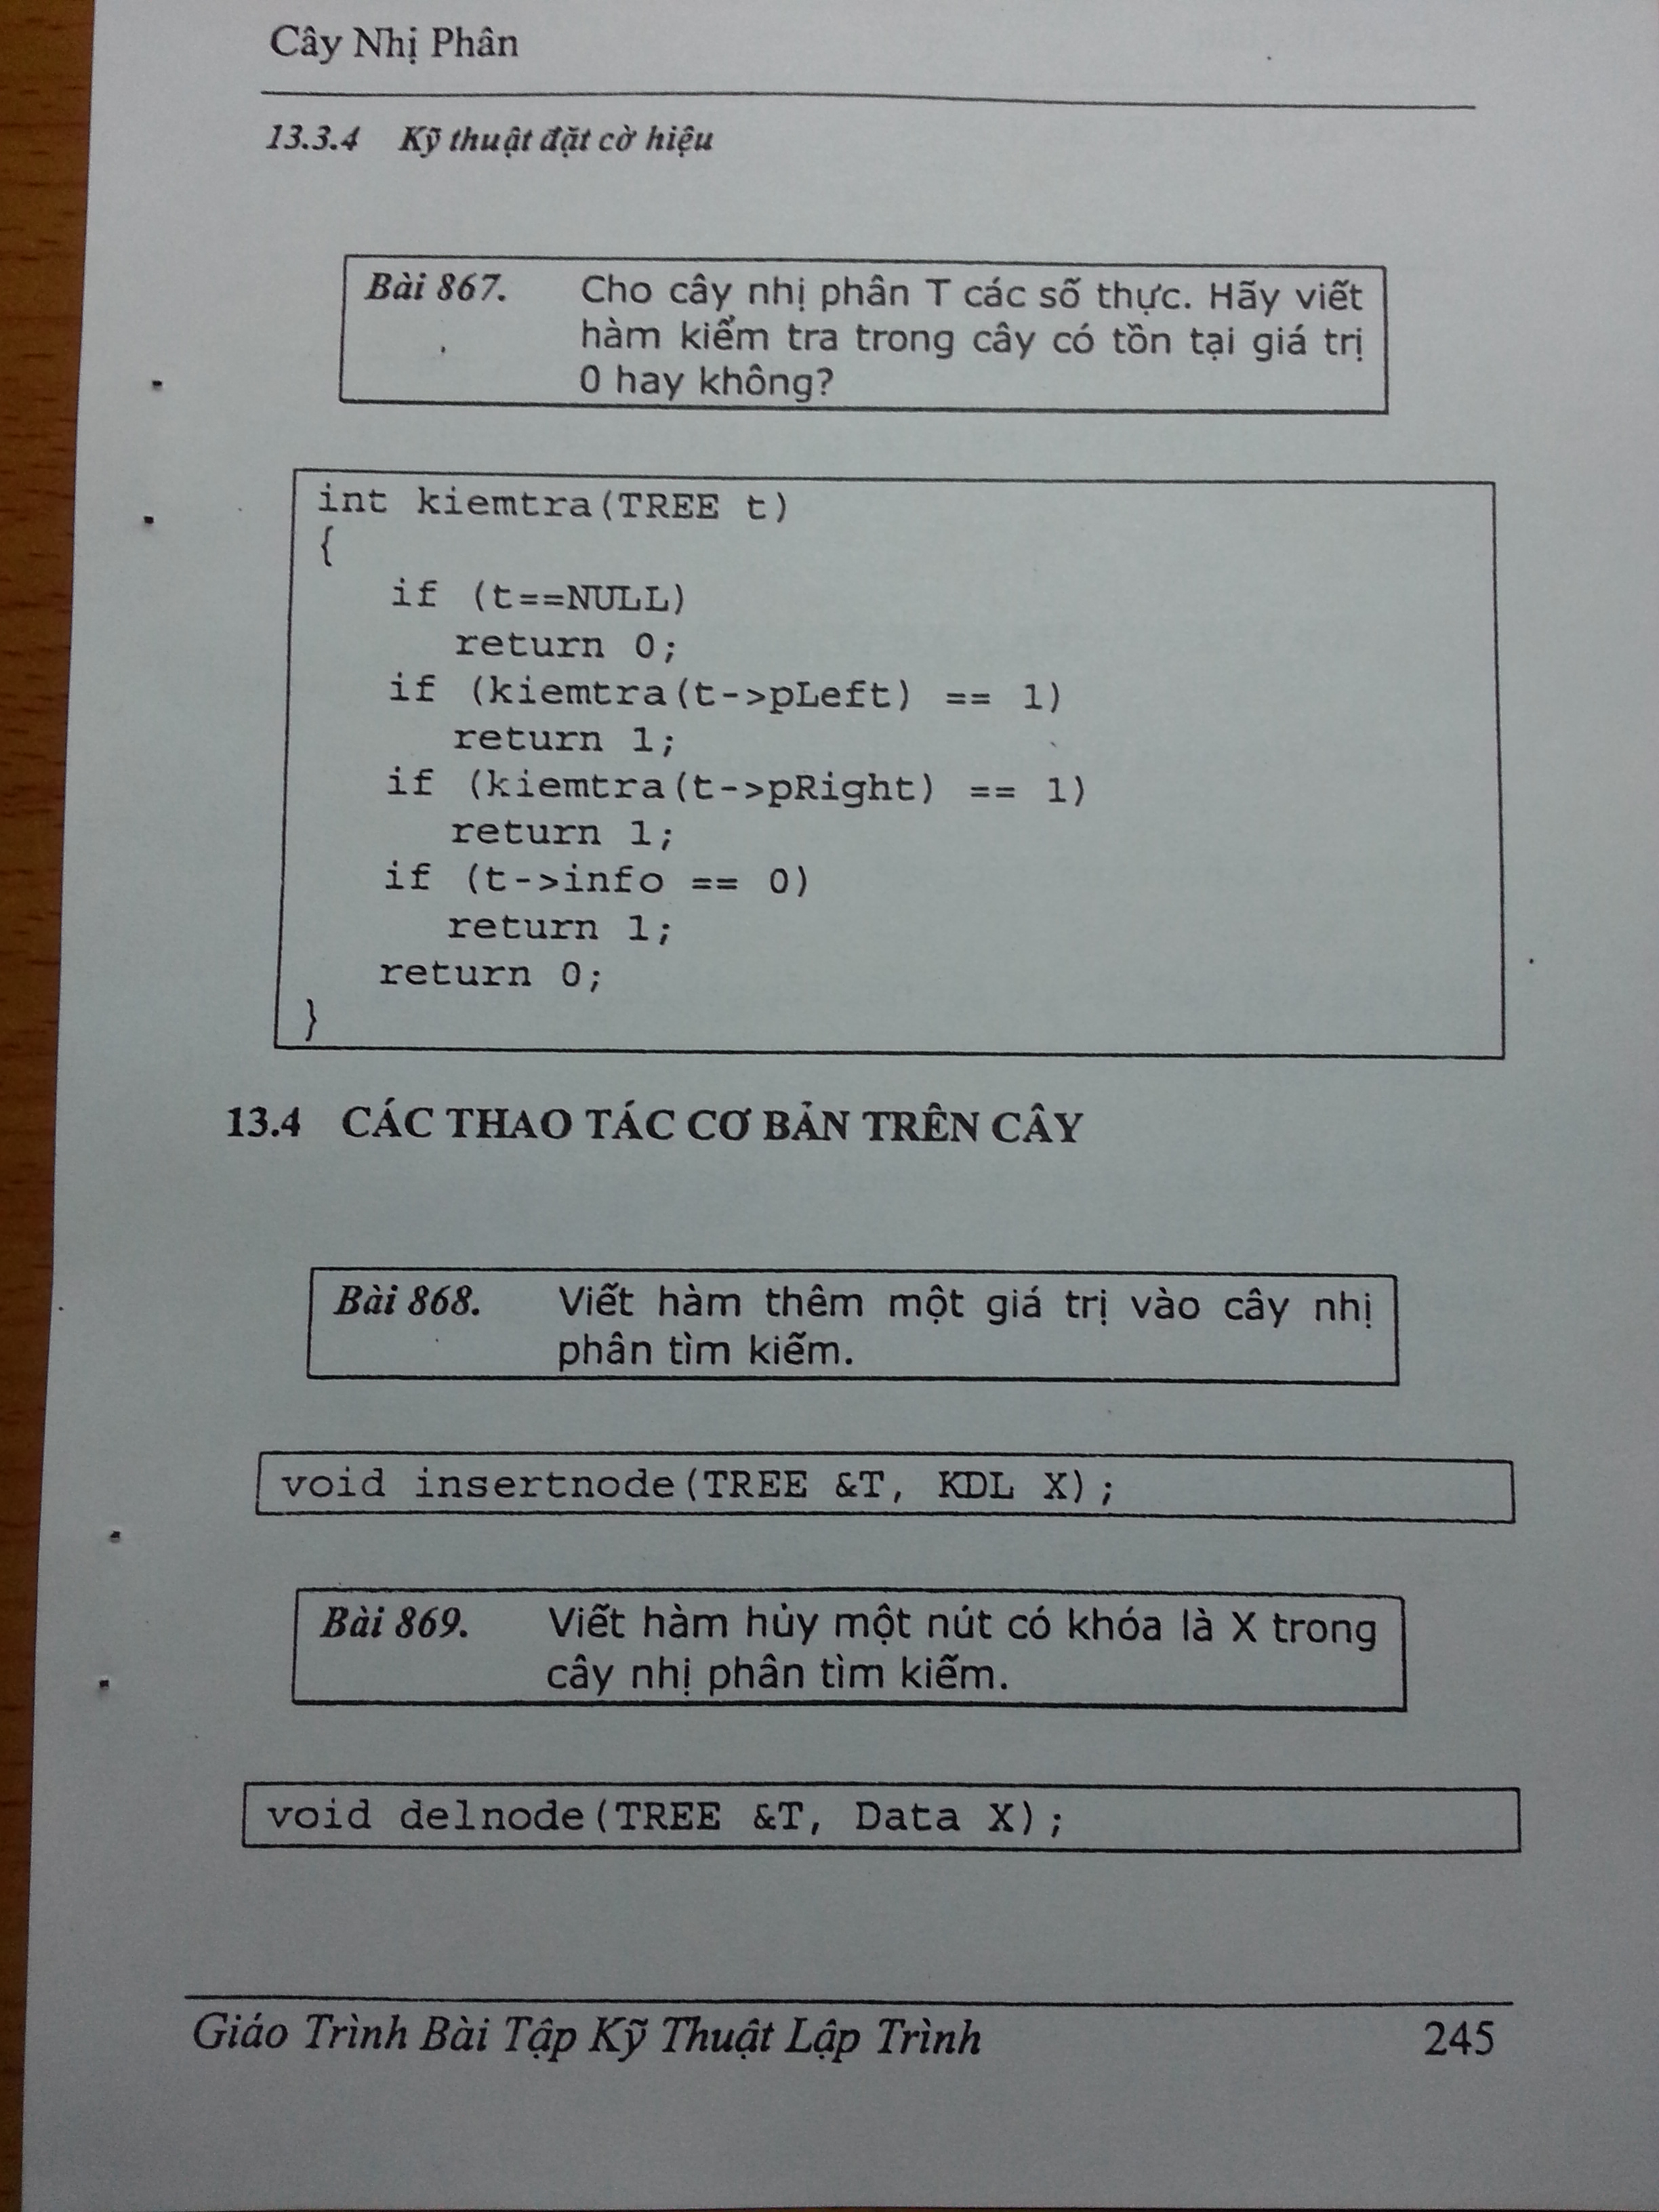 Cây Nhị Phân
13.3.4 Kỹ thuật đặt cờ hiệu
Bài 867. Cho cây nhị phân T các số thực. Hãy viết
hàm kiểm tra trong cây có tồn tại giá trị
0 hay không?
int kiemtra(TREE t)
{
if (t==NULL)
return 0;
if (kiemtra(t->pLeft) == 1)
return 1;
if (kiemtra(t->pRight) == 1)
return 1;
if (t->info == 0)
return 1;
return 0;
}
13.4 CÁC THAO TÁC CƠ BẢN TRÊN CÂY
Bài 868. Viết hàm thêm một giá trị vào cây nhị
phân tìm kiếm.
void insertnode(TREE &T, KDL X);
Bài 869. Viết hàm hủy một nút có khóa là X trong
cây nhị phân tìm kiếm.
void delnode(TREE &T, Data X);
Giáo Trình Bài Tập Kỹ Thuật Lập Trình 245